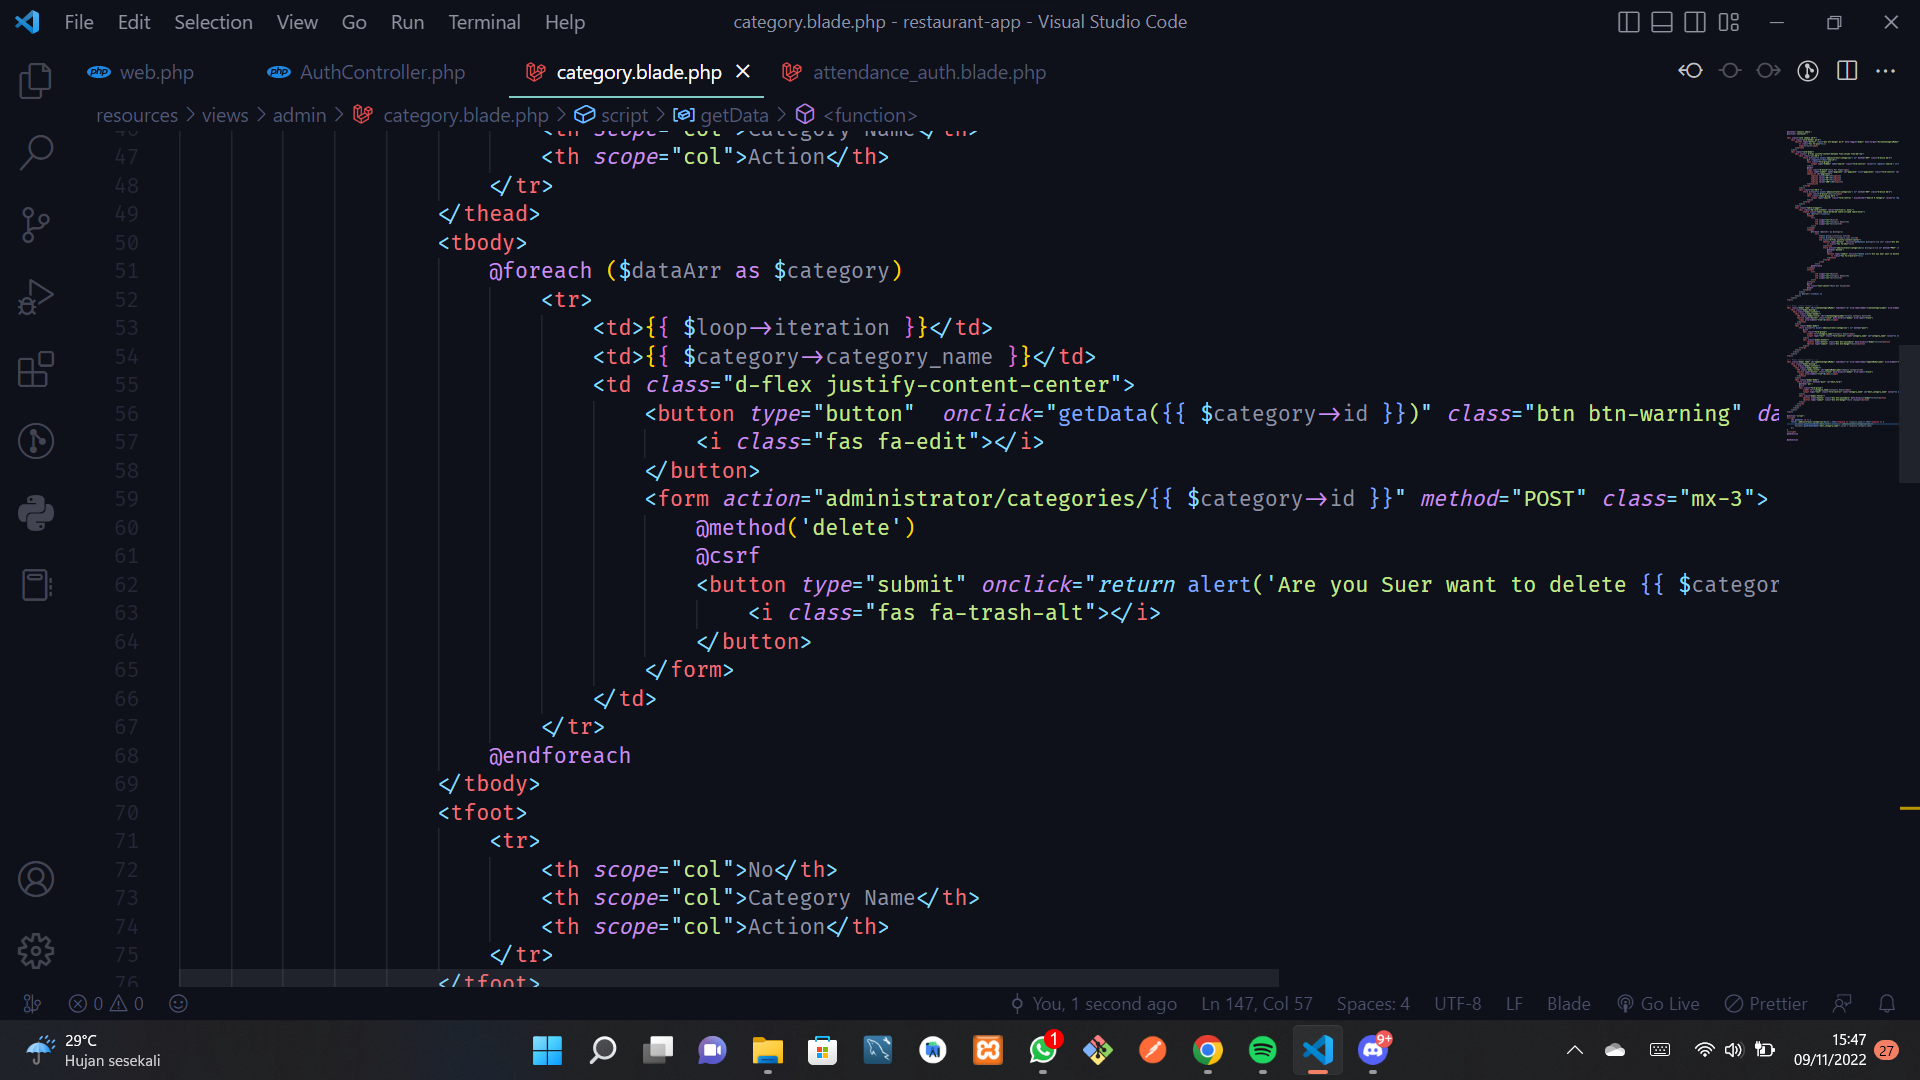 File Edit Selection View Go Run Terminal Help
category.blade.php - restaurant-app - Visual Studio Code
web.php
AuthController.php
category.blade.php
attendance_auth.blade.php
resources > views > admin > category.blade.php > script > getData > <function>
46 <th scope="col">Category Name</th>
47 <th scope="col">Action</th>
48 </tr>
49 </thead>
50 <tbody>
51 @foreach ($dataArr as $category)
52 <tr>
53 <td>{{ $loop->iteration }}</td>
54 <td>{{ $category->category_name }}</td>
55 <td class="d-flex justify-content-center">
56 <button type="button"  onclick="getData({{ $category->id }})" class="btn btn-warning" da
57 <i class="fas fa-edit"></i>
58 </button>
59 <form action="administrator/categories/{{ $category->id }}" method="POST" class="mx-3">
60 @method('delete')
61 @csrf
62 <button type="submit" onclick="return alert('Are you Suer want to delete {{ $categor
63 <i class="fas fa-trash-alt"></i>
64 </button>
65 </form>
66 </td>
67 </tr>
68 @endforeach
69 </tbody>
70 <tfoot>
71 <tr>
72 <th scope="col">No</th>
73 <th scope="col">Category Name</th>
74 <th scope="col">Action</th>
75 </tr>
76 </tfoot>
0 0
You, 1 second ago
Ln 147, Col 57
Spaces: 4
UTF-8
LF
Blade
Go Live
Prettier
29°C
Hujan sesekali
1
9+
15:47
09/11/2022
27